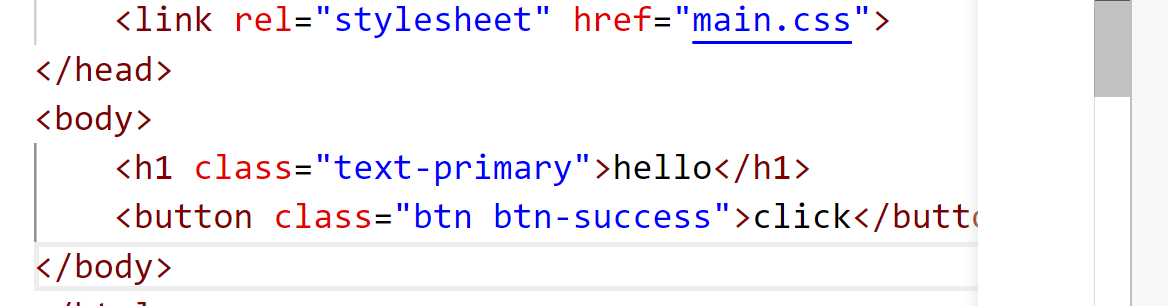 <link rel="stylesheet" href="main.css">
</head>
<body>
<h1 class="text-primary">hello</h1>
<button class="btn btn-success">click
</body>